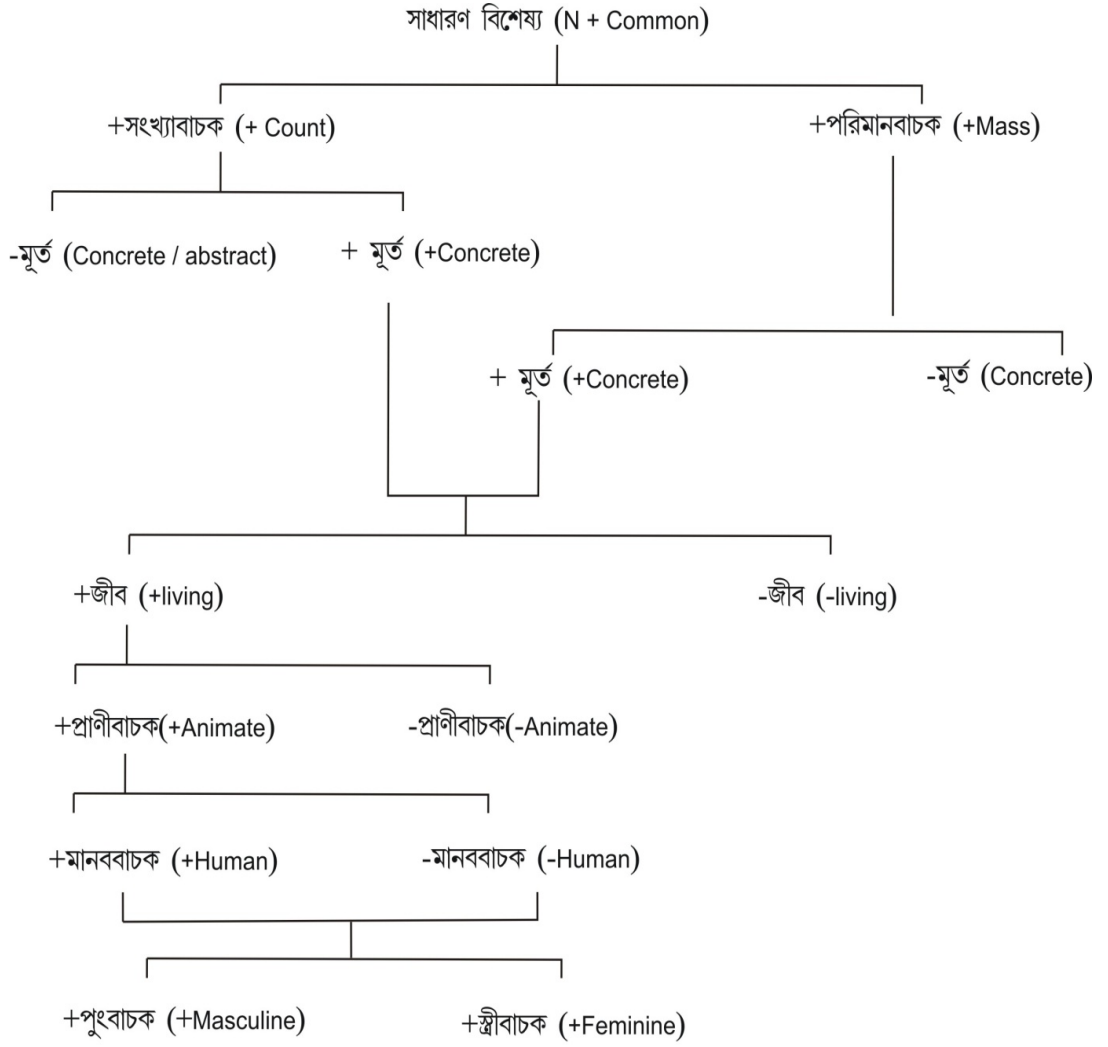 সাধারণ বিশেষ্য (N + Common)
+সংখ্যাবাচক (+ Count) +পরিমানবাচক (+Mass)
-মূর্ত (Concrete / abstract) + মূর্ত (+Concrete)
+ মূর্ত (+Concrete) -মূর্ত (Concrete)
+জীব (+living) -জীব (-living)
+প্রাণীবাচক(+Animate) -প্রাণীবাচক(-Animate)
+মানববাচক (+Human) -মানববাচক (-Human)
+পুংবাচক (+Masculine) +স্ত্রীবাচক (+Feminine)